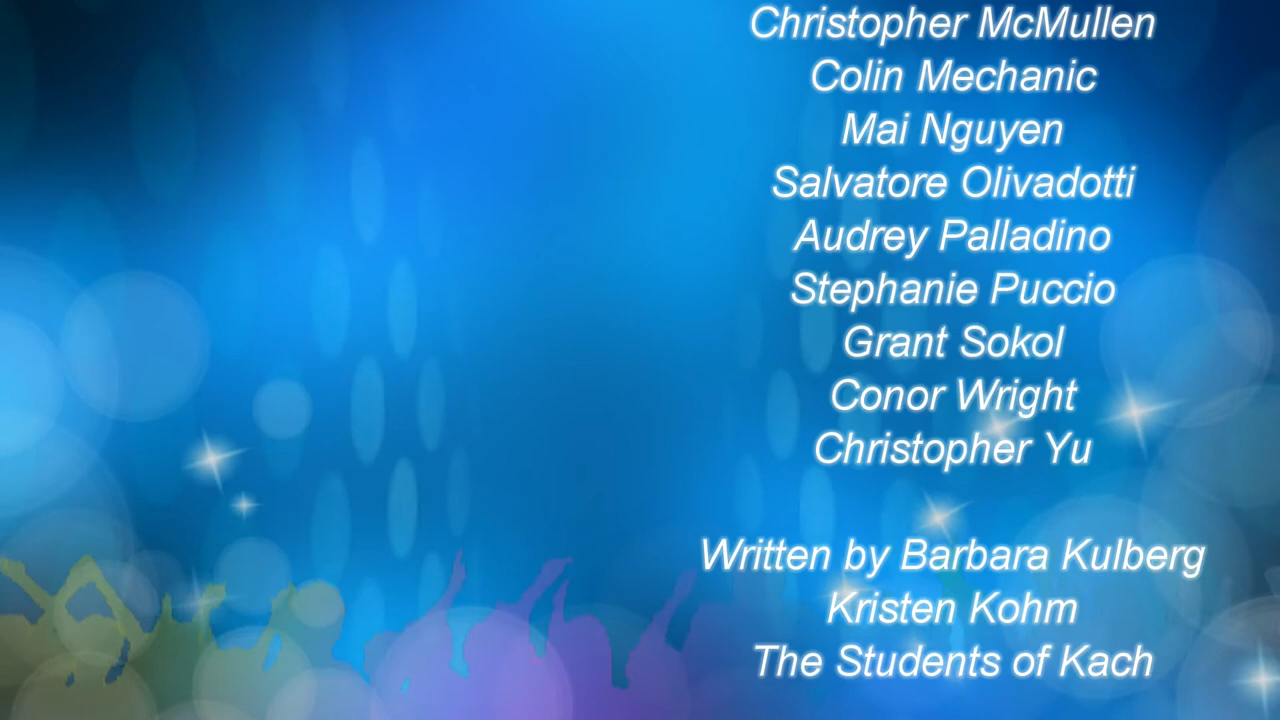 Christopher McMullen
Colin Mechanic
Mai Nguyen
Salvatore Olivadotti
Audrey Palladino
Stephanie Puccio
Grant Sokol
Conor Wright
Christopher Yu
Written by Barbara Kulberg
Kristen Kohm
The Students of Kach